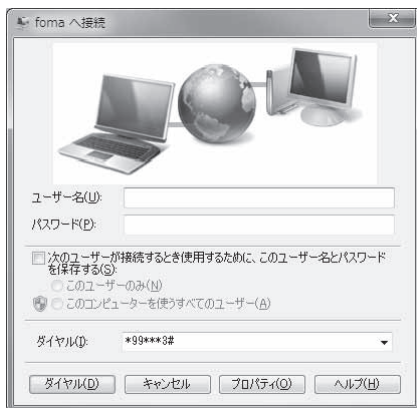 foma へ接続
ユーザー名(U):
パスワード(P):
次のユーザーが接続するとき使用するために、このユーザー名とパスワード
を保存する(S):
このユーザーのみ(N)
このコンピューターを使うすべてのユーザー(A)
ダイヤル(I): *99***3#
ダイヤル(D) キャンセル プロパティ(O) ヘルプ(H)